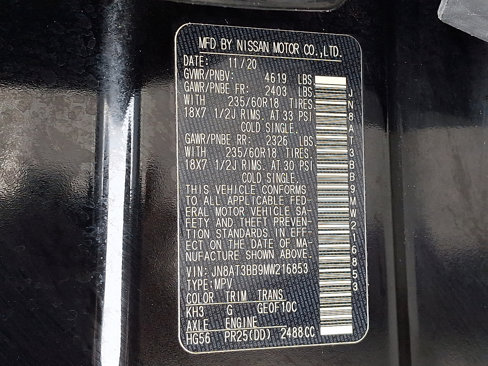 MFD BY NISSAN MOTOR CO.,LTD.
DATE: 11/20
GVWR/PNBV: 4619 LBS
GAWR/PNBE FR: 2403 LBS
WITH 235/60R18 TIRES
18X7 1/2J RIMS. AT 33 PSI
COLD SINGLE.
GAWR/PNBE RR: 2326 LBS
WITH 235/60R18 TIRES
18X7 1/2J RIMS. AT 30 PSI
COLD SINGLE.
THIS VEHICLE CONFORMS
TO ALL APPLICABLE FED-
ERAL MOTOR VEHICLE SA-
FETY AND THEFT PREVEN-
TION STANDARDS IN EFF-
ECT ON THE DATE OF MA-
NUFACTURE SHOWN ABOVE.
VIN: JN8AT3BB9MW216853
TYPE: MPV
COLOR TRIM TRANS
KH3 G GEOF10C
AXLE ENGINE
HG56 PR25(DD) 2488CC
JN8AT3BB9MW216853